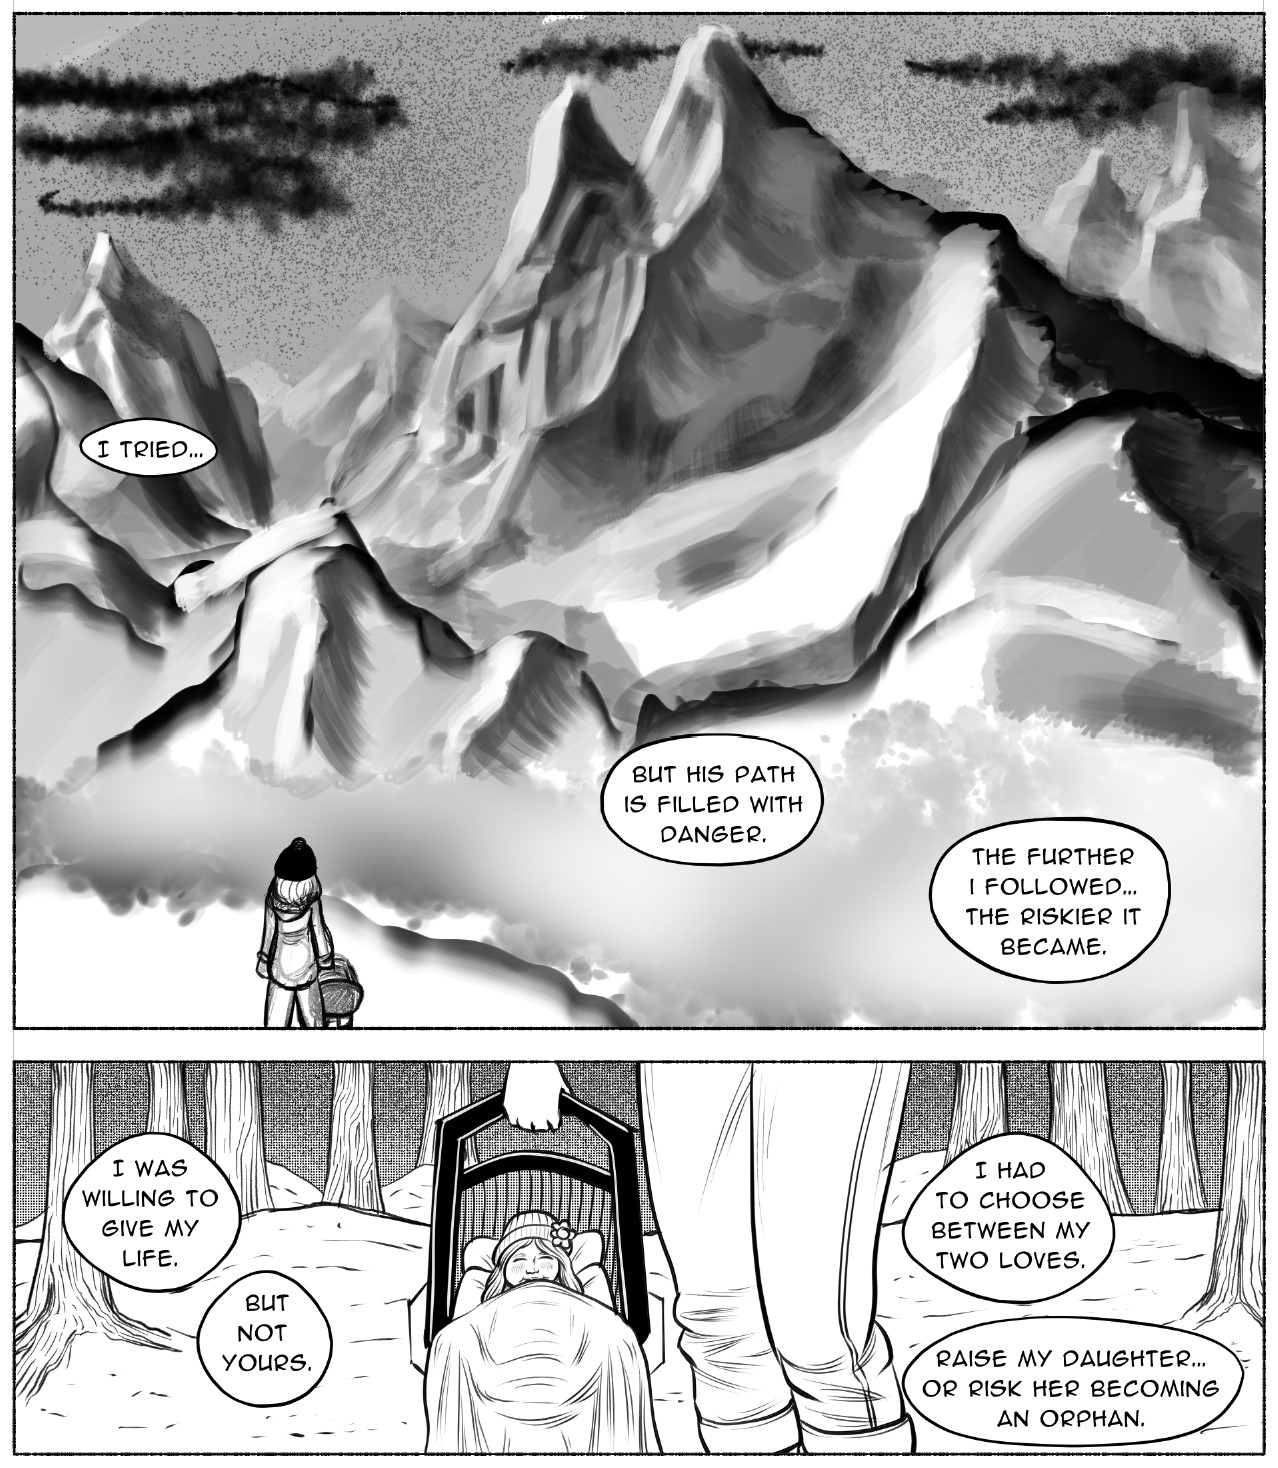 I TRIED...
BUT HIS PATH
IS FILLED WITH
DANGER.
THE FURTHER
I FOLLOWED...
THE RISKIER IT
BECAME.
I WAS
WILLING TO
GIVE MY
LIFE.
BUT
NOT
YOURS.
I HAD
TO CHOOSE
BETWEEN MY
TWO LOVES.
RAISE MY DAUGHTER...
OR RISK HER BECOMING
AN ORPHAN.